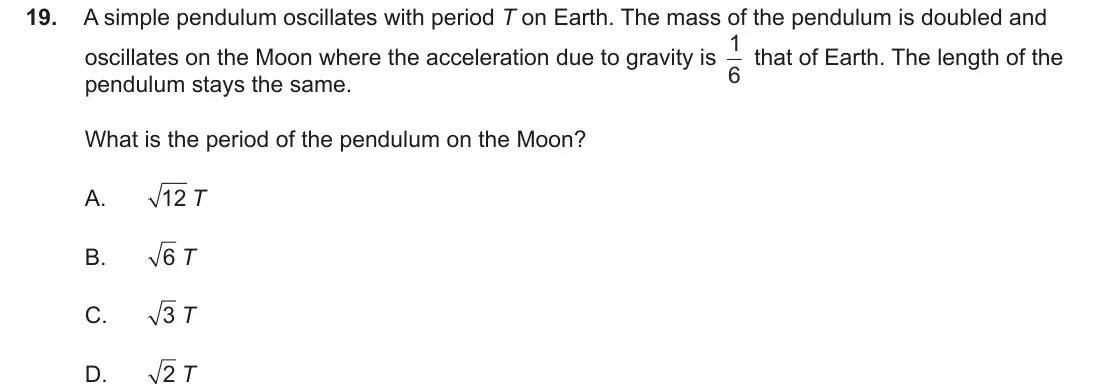 19. A simple pendulum oscillates with period T on Earth. The mass of the pendulum is doubled and
oscillates on the Moon where the acceleration due to gravity is 1/6 that of Earth. The length of the
pendulum stays the same.
What is the period of the pendulum on the Moon?
A. √12 T
B. √6 T
C. √3 T
D. √2 T